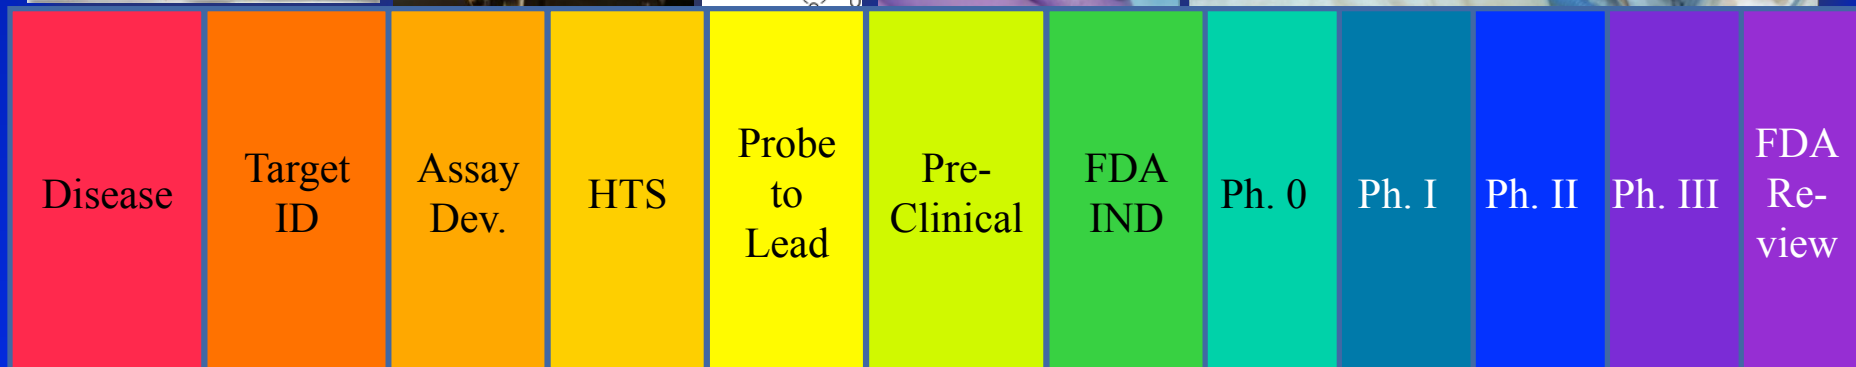 Disease
Target
ID
Assay
Dev.
HTS
Probe
to
Lead
Pre-
Clinical
FDA
IND
Ph. 0
Ph. I
Ph. II
Ph. III
FDA
Re-
view